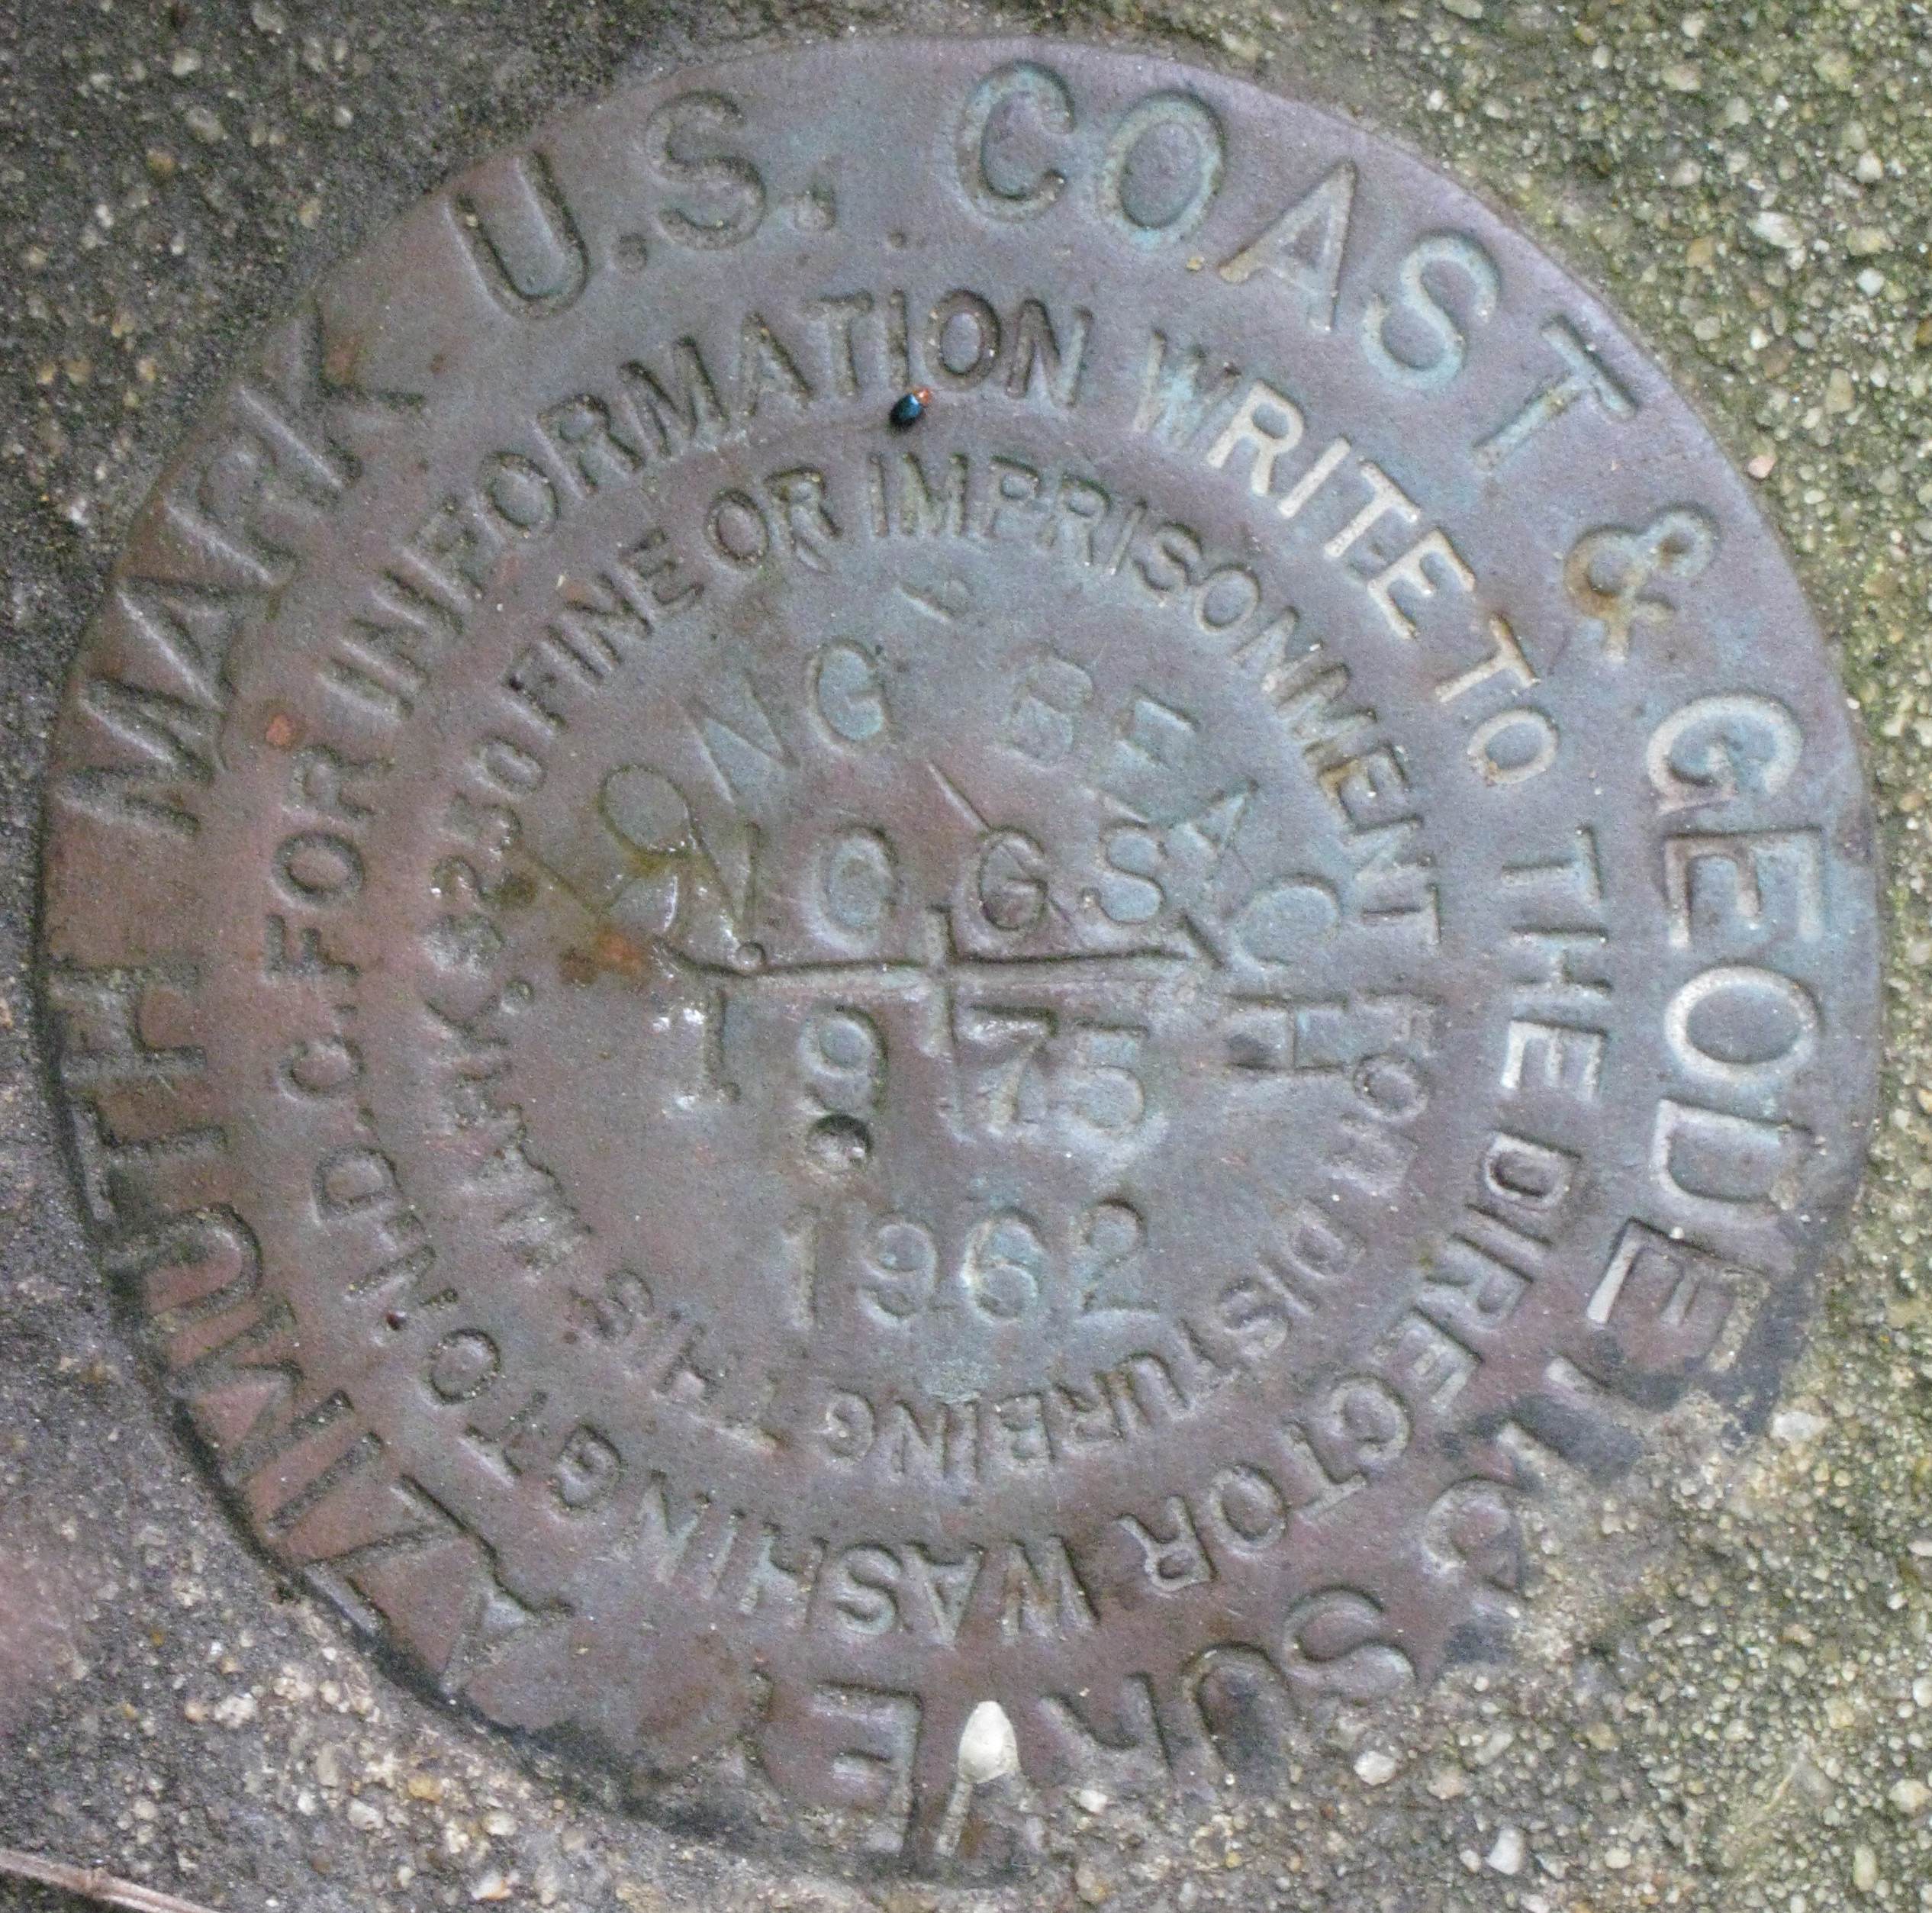 U.S. COAST & GEODETIC SURVEY
AZIMUTH MARK
FOR INFORMATION WRITE TO THE DIRECTOR WASHINGTON D.C.
$250 FINE OR IMPRISONMENT FOR DISTURBING THIS MARK.
LONG BEACH
N.O G S
1975
1962